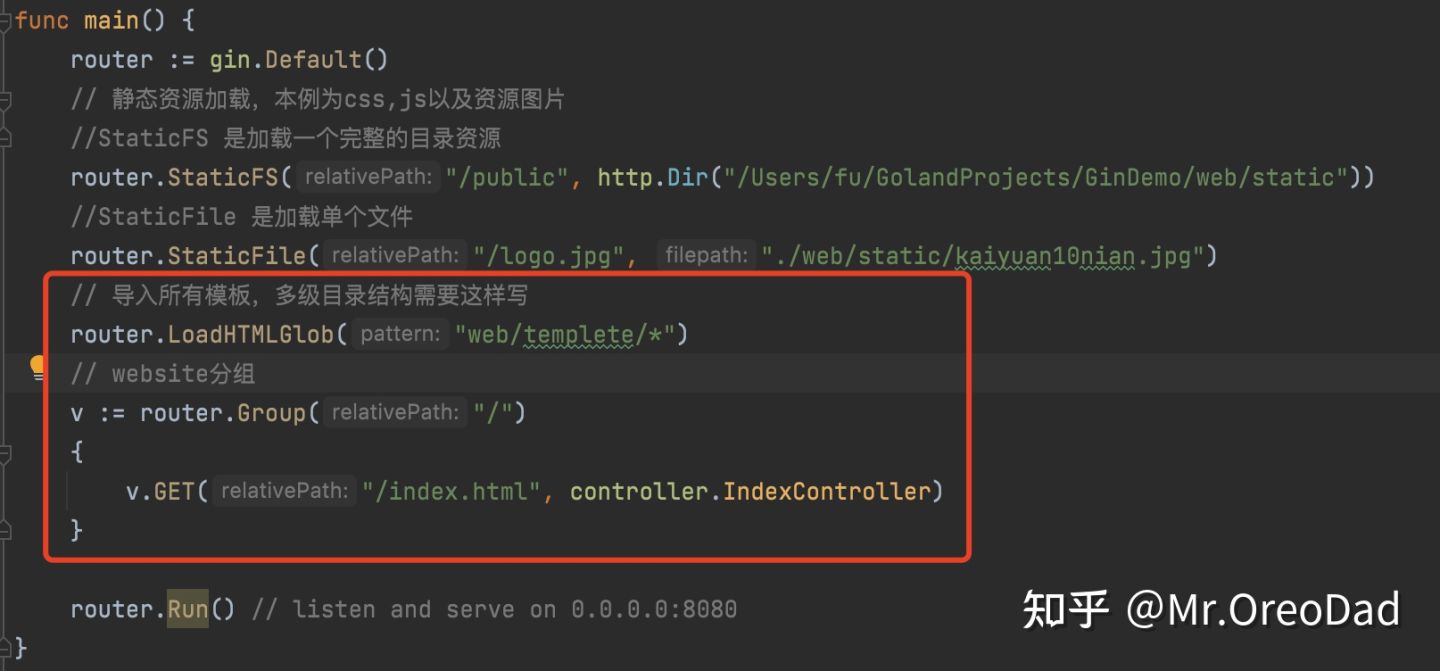 func main() {
router := gin.Default()
// 静态资源加载，本例为css,js以及资源图片
//StaticFS 是加载一个完整的目录资源
router.StaticFS( relativePath: "/public", http.Dir("/Users/fu/GolandProjects/GinDemo/web/static"))
//StaticFile 是加载单个文件
router.StaticFile( relativePath: "/logo.jpg", filepath: "./web/static/kaiyuan10nian.jpg")
// 导入所有模板，多级目录结构需要这样写
router.LoadHTMLGlob( pattern: "web/templete/*")
// website分组
v := router.Group( relativePath: "/")
{
v.GET( relativePath: "/index.html", controller.IndexController)
}
router.Run() // listen and serve on 0.0.0.0:8080
知乎 @Mr.OreoDad
}